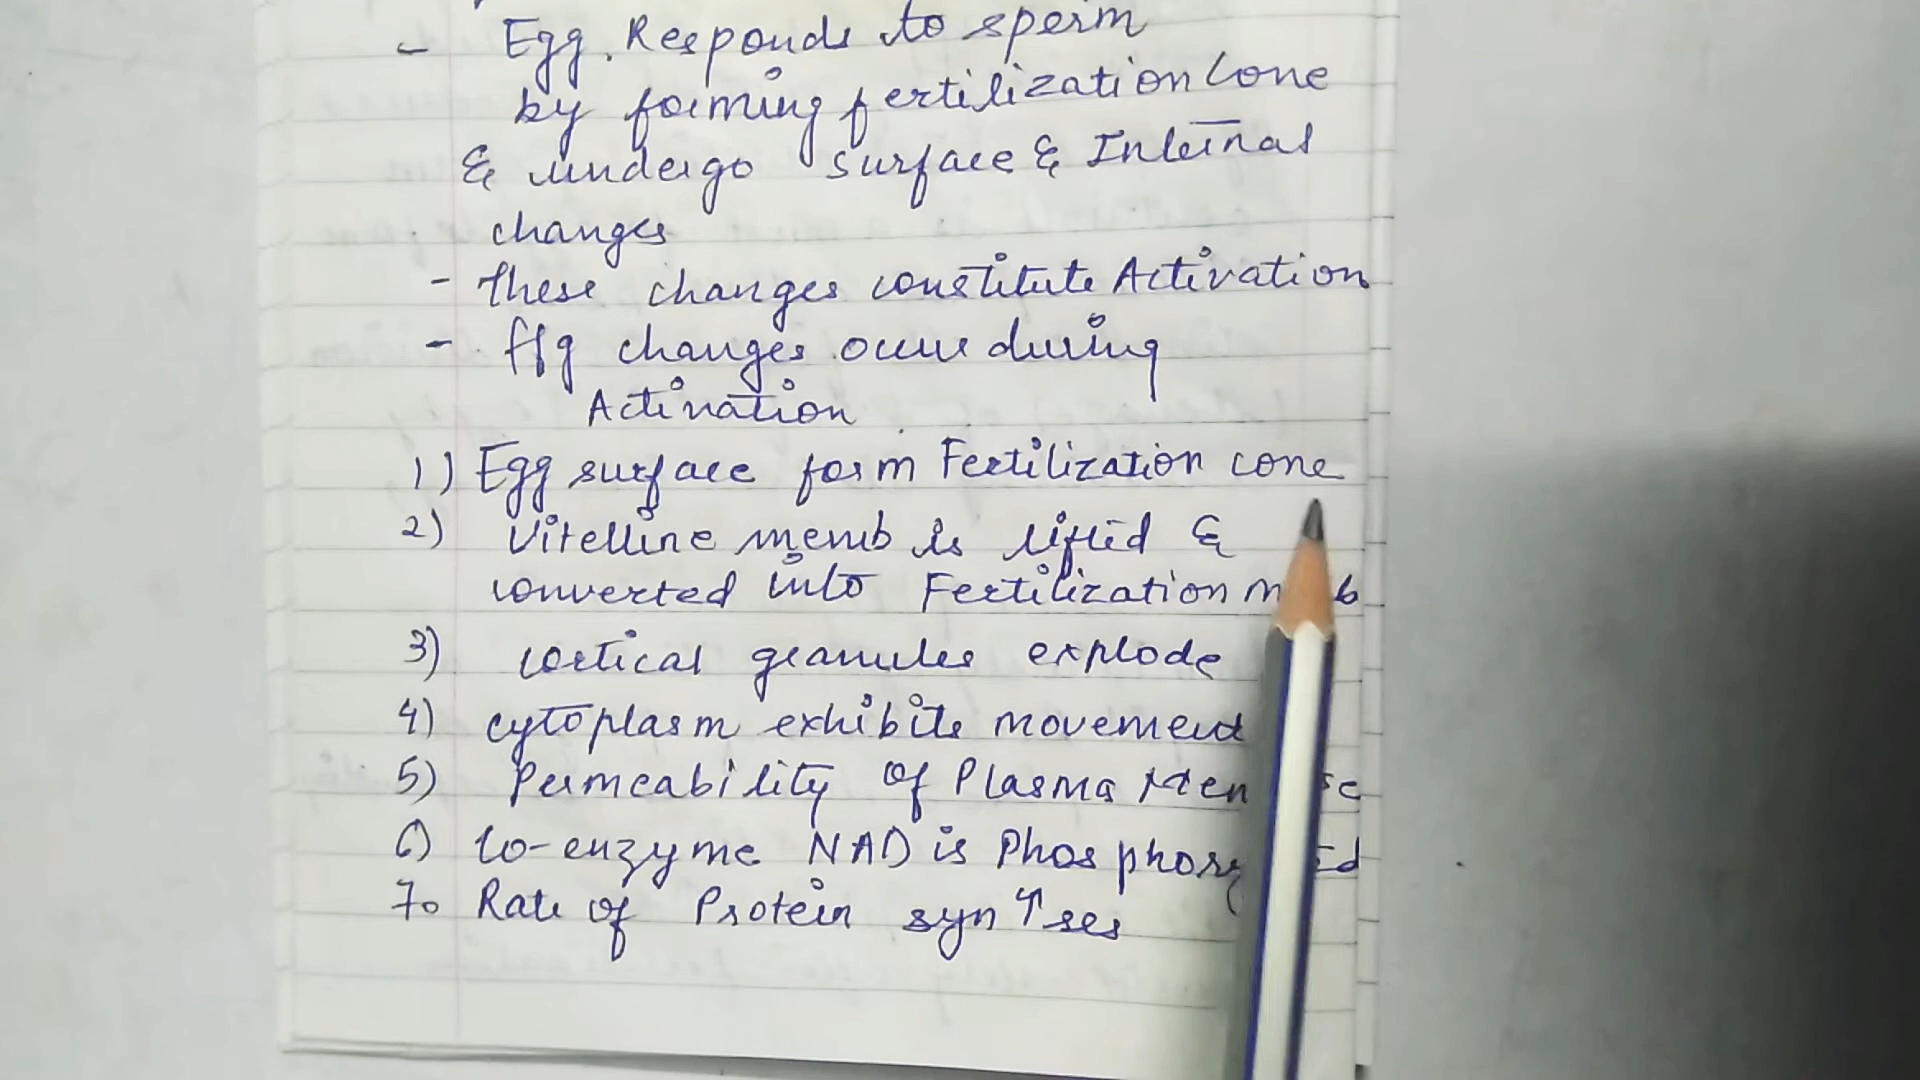 - Egg Responds to sperm
by forming fertilization Cone
& undergo surface & Internal
changes
- these changes constitute Activation
- ffg changes occur during
Activation
1) Egg surface form Fertilization cone
2) Vitelline memb is lifted &
converted into Fertilization
3) cortical granules explode
4) cytoplasm exhibits movement
5) Permeability of Plasma
6) Co-enzyme NAD is
7. Rate of Protein syn ↑ses